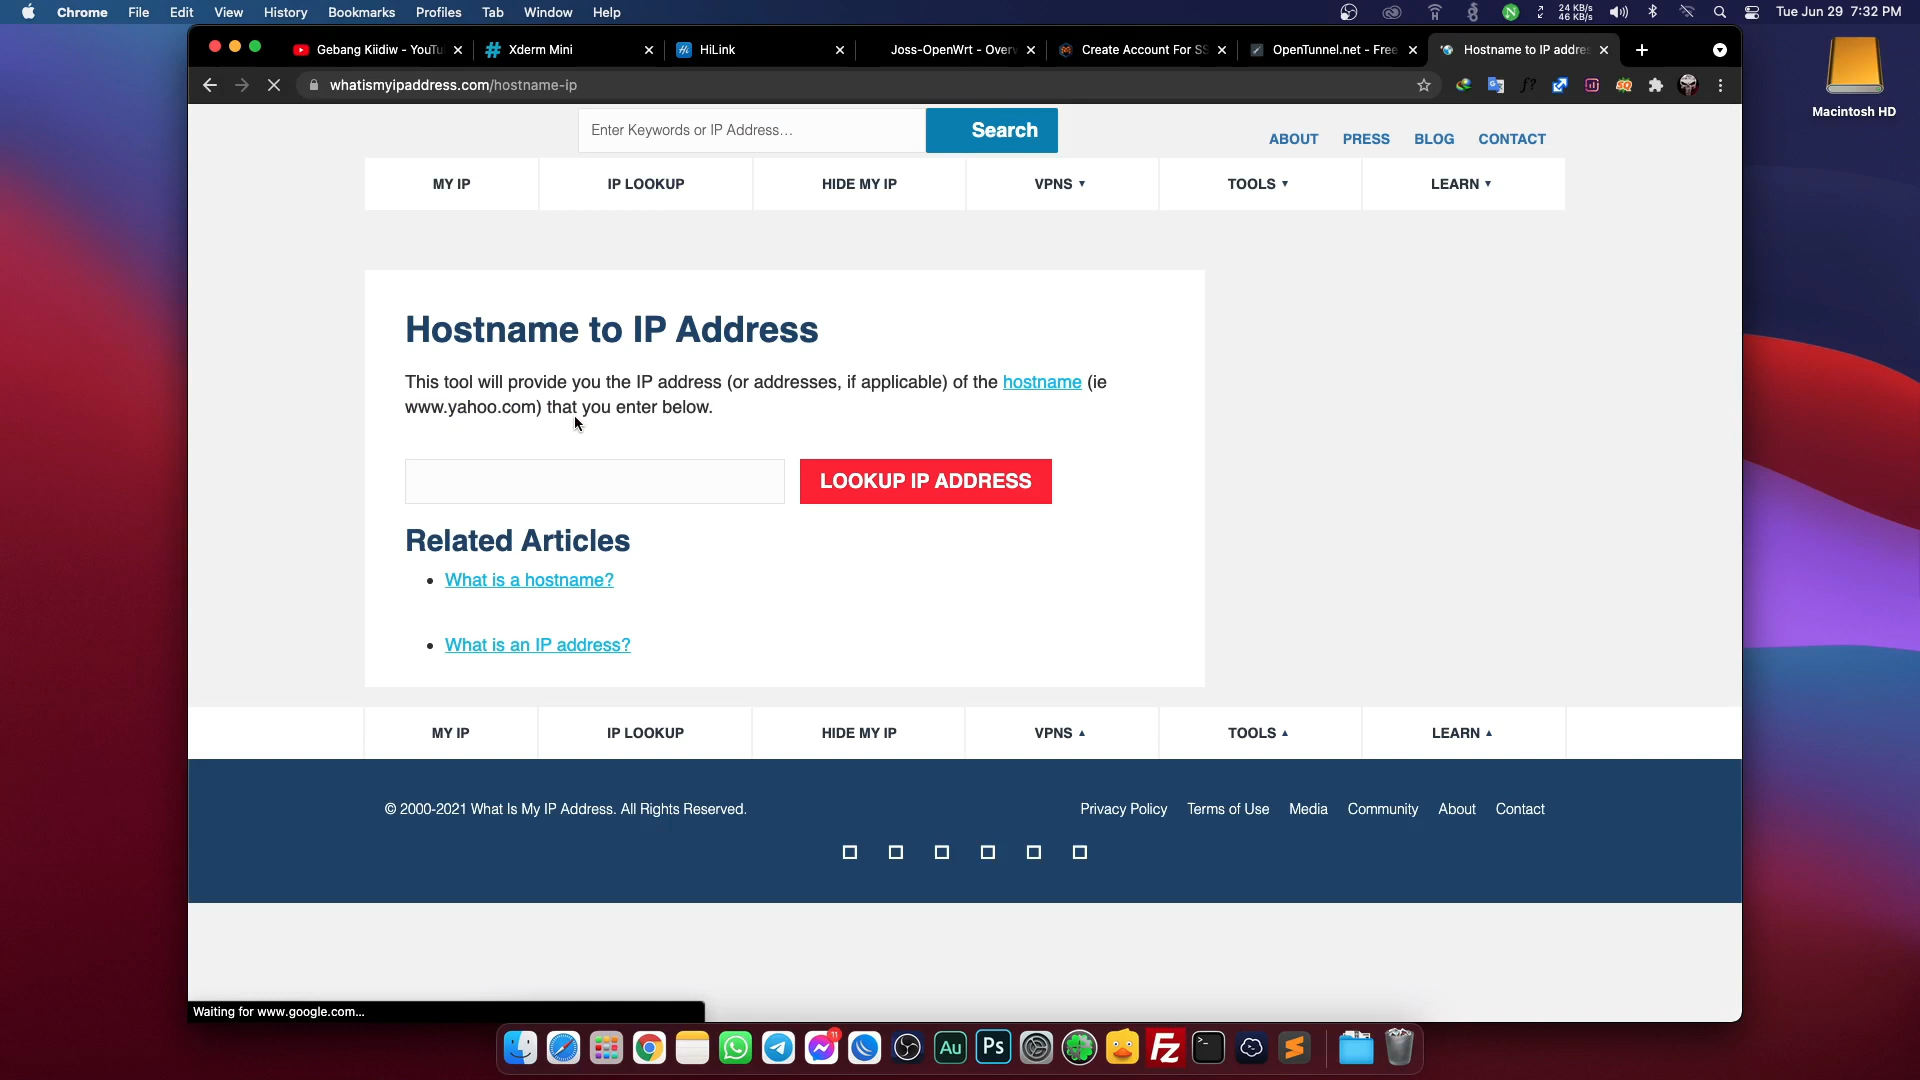 Chrome File Edit View History Bookmarks Profiles Tab Window Help
24 KB/s
46 KB/s
Tue Jun 29 7:32 PM
Gebang Kiidiw - YouTu
Xderm Mini
HiLink
Joss-OpenWrt - Overv
Create Account For SS
OpenTunnel.net - Free
Hostname to IP addre
whatismyipaddress.com/hostname-ip
Macintosh HD
Enter Keywords or IP Address...
Search
ABOUT PRESS BLOG CONTACT
MY IP IP LOOKUP HIDE MY IP VPNS TOOLS LEARN
Hostname to IP Address
This tool will provide you the IP address (or addresses, if applicable) of the hostname (ie
www.yahoo.com) that you enter below.
LOOKUP IP ADDRESS
Related Articles
What is a hostname?
What is an IP address?
MY IP IP LOOKUP HIDE MY IP VPNS TOOLS LEARN
© 2000-2021 What Is My IP Address. All Rights Reserved.
Privacy Policy Terms of Use Media Community About Contact
Waiting for www.google.com...
11
Au
Ps